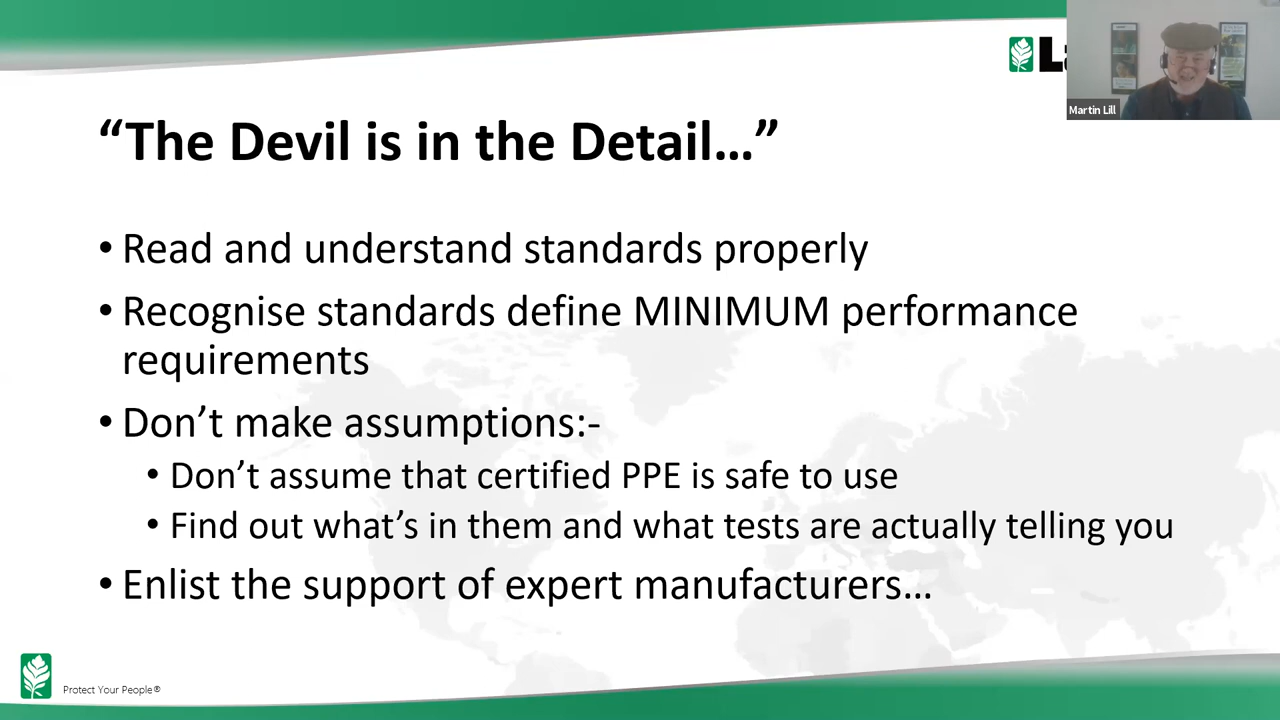 La
Martin Lill
“The Devil is in the Detail…”
• Read and understand standards properly
• Recognise standards define MINIMUM performance
requirements
• Don’t make assumptions:-
• Don’t assume that certified PPE is safe to use
• Find out what’s in them and what tests are actually telling you
• Enlist the support of expert manufacturers…
Protect Your People®